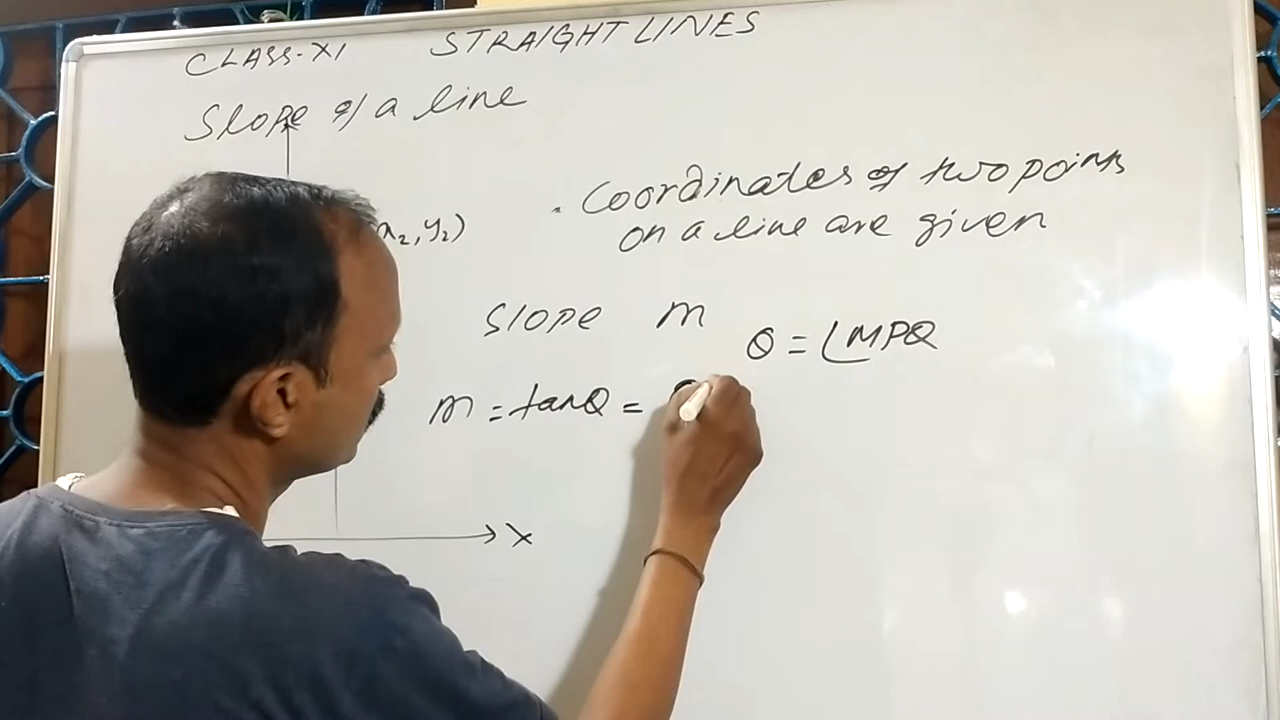 CLASS-XI STRAIGHT LINES
Slope of a line
. Coordinates of two points
on a line are given
x₂, y₂)
Slope m
θ = ∠MPQ
m = tanθ =
X